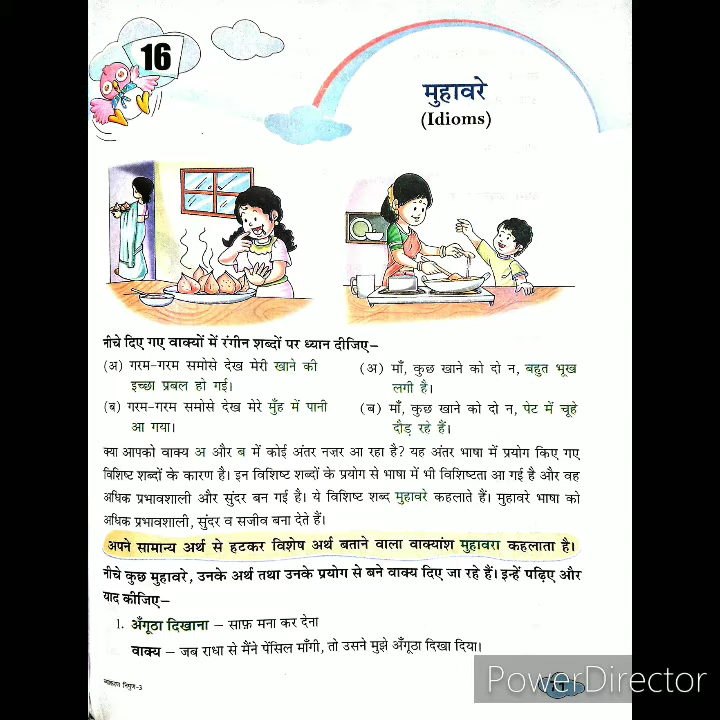 16
मुहावरे
(Idioms)
नीचे दिए गए वाक्यों में रंगीन शब्दों पर ध्यान दीजिए–
(अ) गरम-गरम समोसे देख मेरी खाने की
इच्छा प्रबल हो गई।
(ब) गरम-गरम समोसे देख मेरे मुँह में पानी
आ गया।
(अ) माँ, कुछ खाने को दो न, बहुत भूख
लगी है।
(ब) माँ, कुछ खाने को दो न, पेट में चूहे
दौड़ रहे हैं।
क्या आपको वाक्य अ और ब में कोई अंतर नज़र आ रहा है? यह अंतर भाषा में प्रयोग किए गए
विशिष्ट शब्दों के कारण है। इन विशिष्ट शब्दों के प्रयोग से भाषा में भी विशिष्टता आ गई है और वह
अधिक प्रभावशाली और सुंदर बन गई है। ये विशिष्ट शब्द मुहावरे कहलाते हैं। मुहावरे भाषा को
अधिक प्रभावशाली, सुंदर व सजीव बना देते हैं।
अपने सामान्य अर्थ से हटकर विशेष अर्थ बताने वाला वाक्यांश मुहावरा कहलाता है।
नीचे कुछ मुहावरे, उनके अर्थ तथा उनके प्रयोग से बने वाक्य दिए जा रहे हैं। इन्हें पढ़िए और
याद कीजिए–
1. अँगूठा दिखाना – साफ़ मना कर देना
वाक्य – जब राधा से मैंने पेंसिल माँगी, तो उसने मुझे अँगूठा दिखा दिया।
व्याकरण निपुण-3
PowerDirector